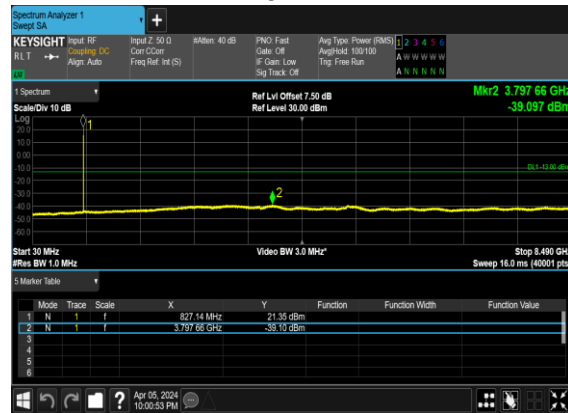 Spectrum Analyzer 1
Swept SA
+
KEYSIGHT Input: RF Input Z: 50 Ω #Atten: 40 dB PNO: Fast Avg Type: Power (RMS) 1 2 3 4 5 6
RLT Coupling: DC Corr CCorr Gate: Off Avg|Hold: 100/100 A W W W W W
Align: Auto Freq Ref: Int (S) IF Gain: Low Trig: Free Run
LXI Sig Track: Off A N N N N N
1 Spectrum Ref Lvl Offset 7.50 dB Mkr2 3.797 66 GHz
Scale/Div 10 dB Ref Level 30.00 dBm -39.097 dBm
Log
1
20.0
10.0
0.00
-10.0 DL1 -13.00 dBm
-20.0
-30.0
2
-40.0
-50.0
-60.0
Start 30 MHz Video BW 3.0 MHz* Stop 8.490 GHz
#Res BW 1.0 MHz Sweep 16.0 ms (40001 pts)
5 Marker Table
Mode Trace Scale X Y Function Function Width Function Value
1 N 1 f 827.14 MHz 21.35 dBm
2 N 1 f 3.797 66 GHz -39.10 dBm
3
4
5
6
? Apr 05, 2024
10:00:53 PM